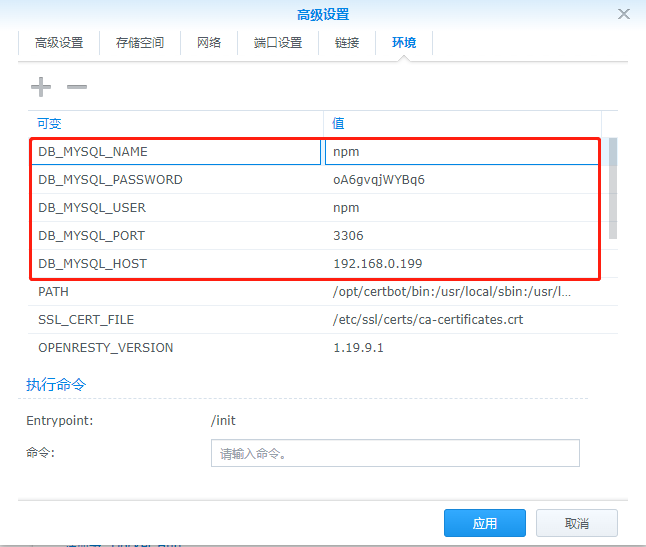 高级设置
高级设置 存储空间 网络 端口设置 链接 环境
可变 值
DB_MYSQL_NAME npm
DB_MYSQL_PASSWORD oA6gvqjWYBq6
DB_MYSQL_USER npm
DB_MYSQL_PORT 3306
DB_MYSQL_HOST 192.168.0.199
PATH /opt/certbot/bin:/usr/local/sbin:/usr/l...
SSL_CERT_FILE /etc/ssl/certs/ca-certificates.crt
OPENRESTY_VERSION 1.19.9.1
执行命令
Entrypoint: /init
命令: 请输入命令。
应用 取消